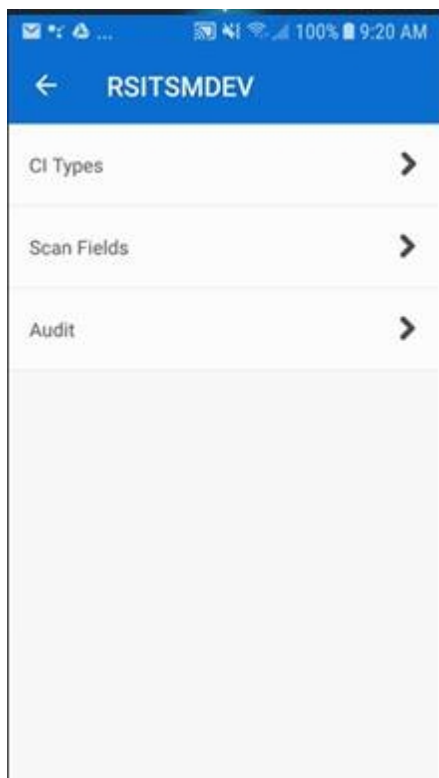 ... 100% 9:20 AM
RSITSMDEV
CI Types
Scan Fields
Audit